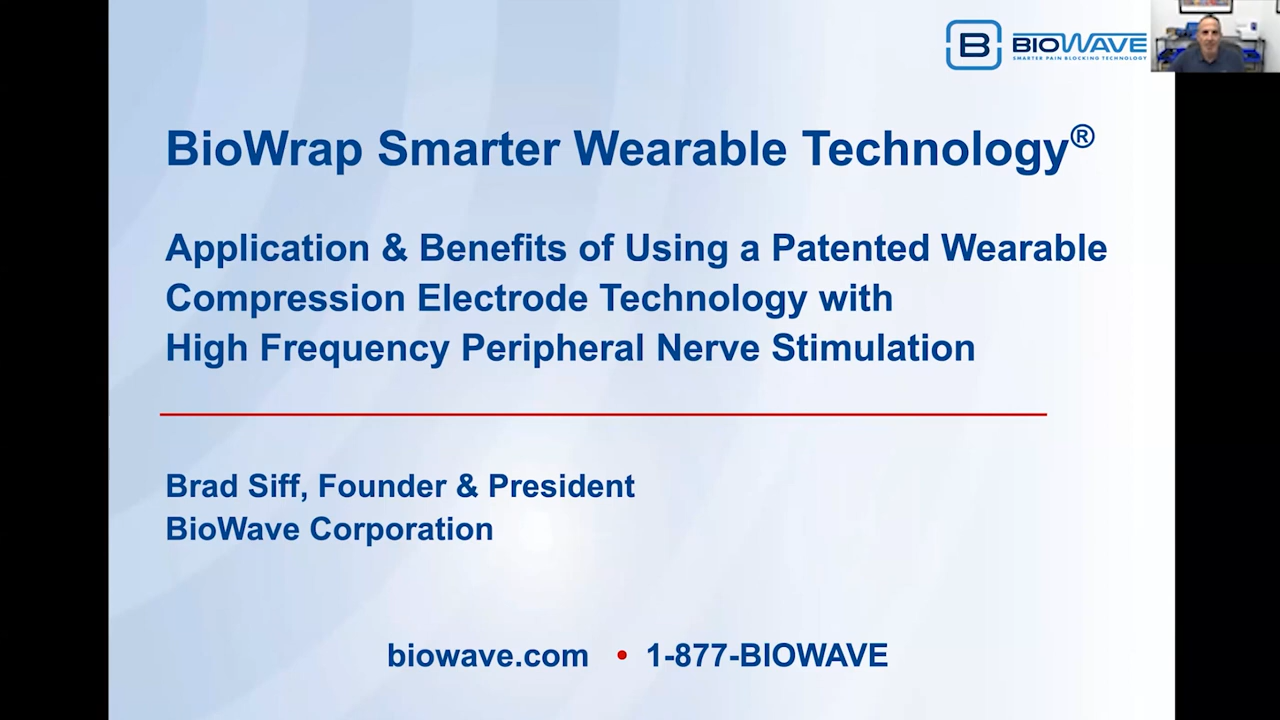 B BIOWAVE
SMARTER PAIN BLOCKING TECHNOLOGY
BioWrap Smarter Wearable Technology®
Application & Benefits of Using a Patented Wearable
Compression Electrode Technology with
High Frequency Peripheral Nerve Stimulation
Brad Siff, Founder & President
BioWave Corporation
biowave.com • 1-877-BIOWAVE